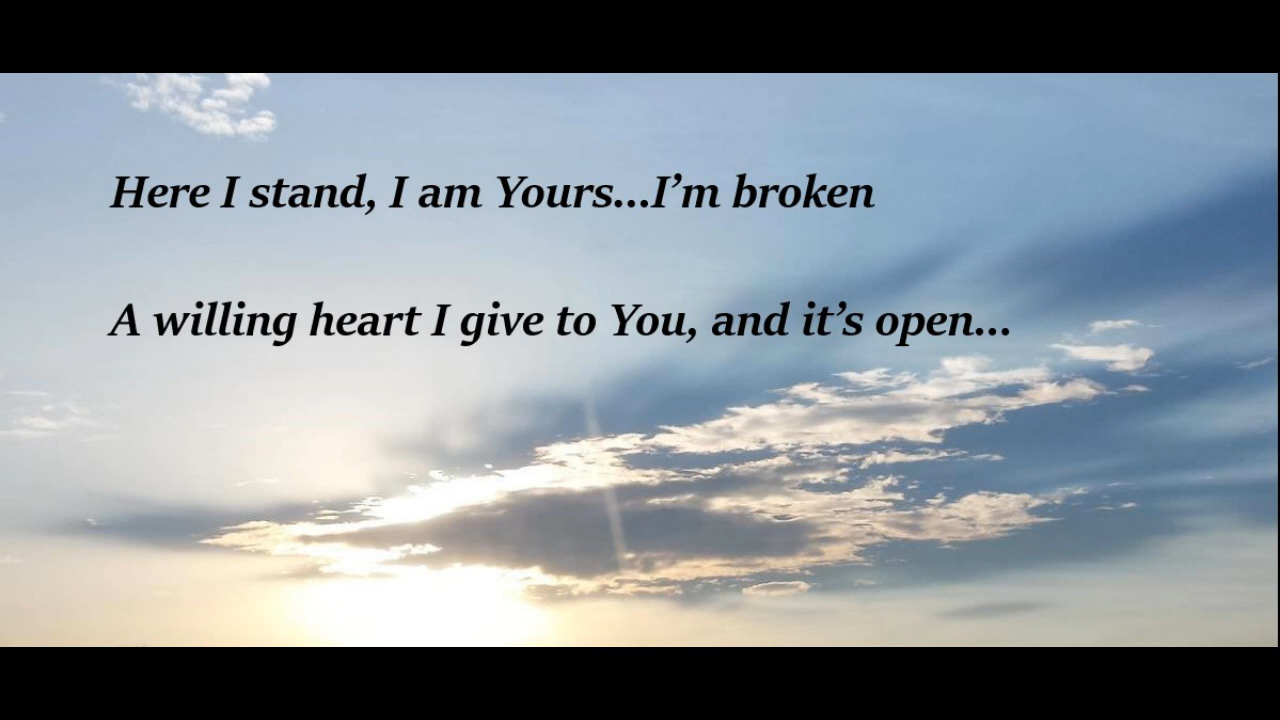 Here I stand, I am Yours...I’m broken
A willing heart I give to You, and it’s open...